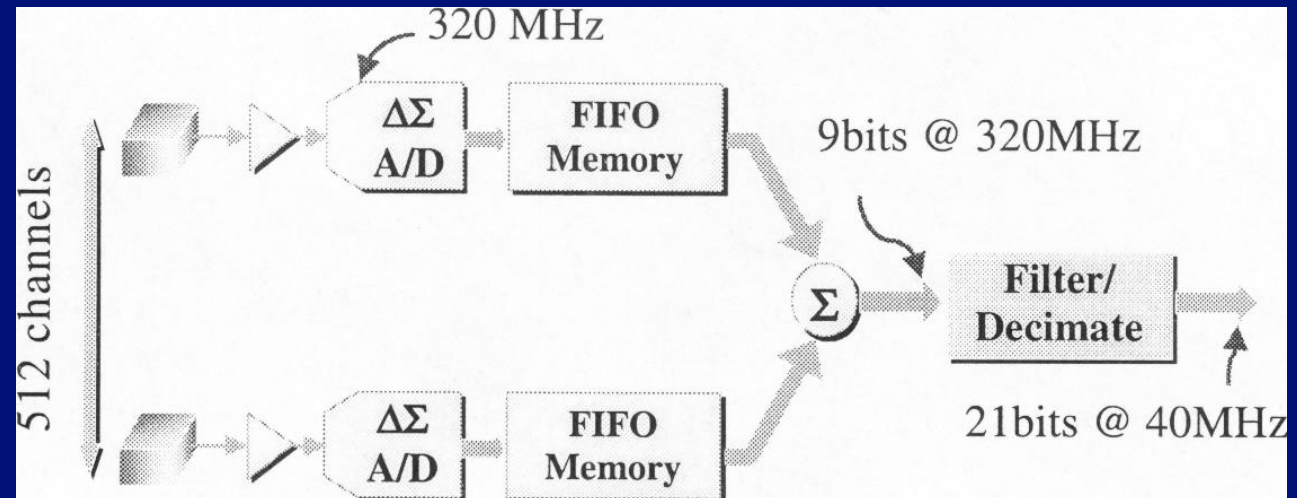 320 MHz
512 channels
ΔΣ
A/D
FIFO
Memory
9bits @ 320MHz
Σ
Filter/
Decimate
21bits @ 40MHz
ΔΣ
A/D
FIFO
Memory